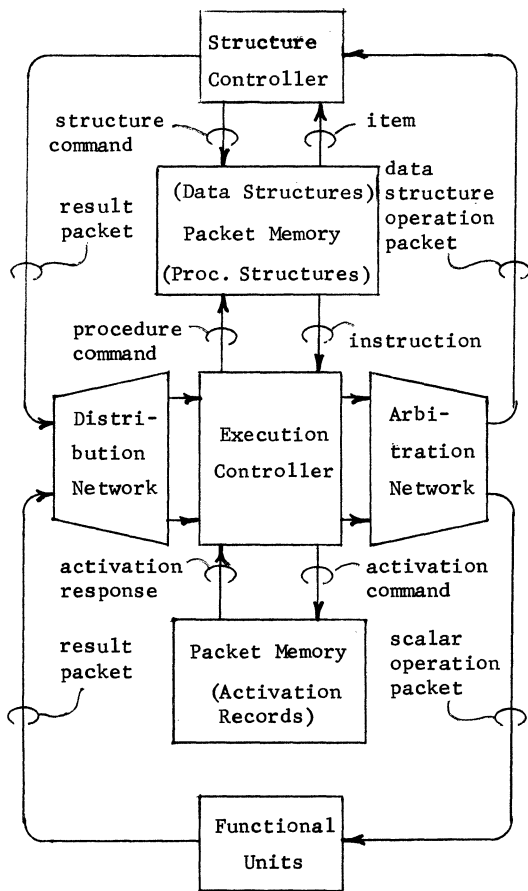 Structure
Controller
structure
command
item
result
packet
(Data Structures)
Packet Memory
(Proc. Structures)
data
structure
operation
packet
procedure
command
instruction
Distri-
bution
Network
Execution
Controller
Arbi-
tration
Network
activation
response
activation
command
result
packet
Packet Memory
(Activation
Records)
scalar
operation
packet
Functional
Units